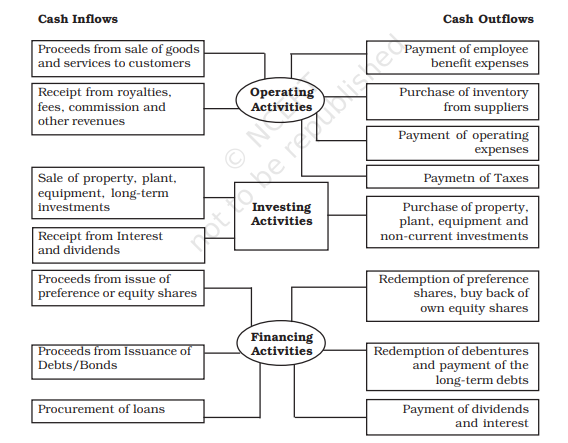 Cash Inflows
Cash Outflows
Proceeds from sale of goods
and services to customers
Receipt from royalties,
fees, commission and
other revenues
Operating
Activities
Payment of employee
benefit expenses
Purchase of inventory
from suppliers
Payment of operating
expenses
Paymetn of Taxes
Sale of property, plant,
equipment, long-term
investments
Receipt from Interest
and dividends
Investing
Activities
Purchase of property,
plant, equipment and
non-current investments
Proceeds from issue of
preference or equity shares
Proceeds from Issuance of
Debts/Bonds
Procurement of loans
Financing
Activities
Redemption of preference
shares, buy back of
own equity shares
Redemption of debentures
and payment of the
long-term debts
Payment of dividends
and interest
not to be republished